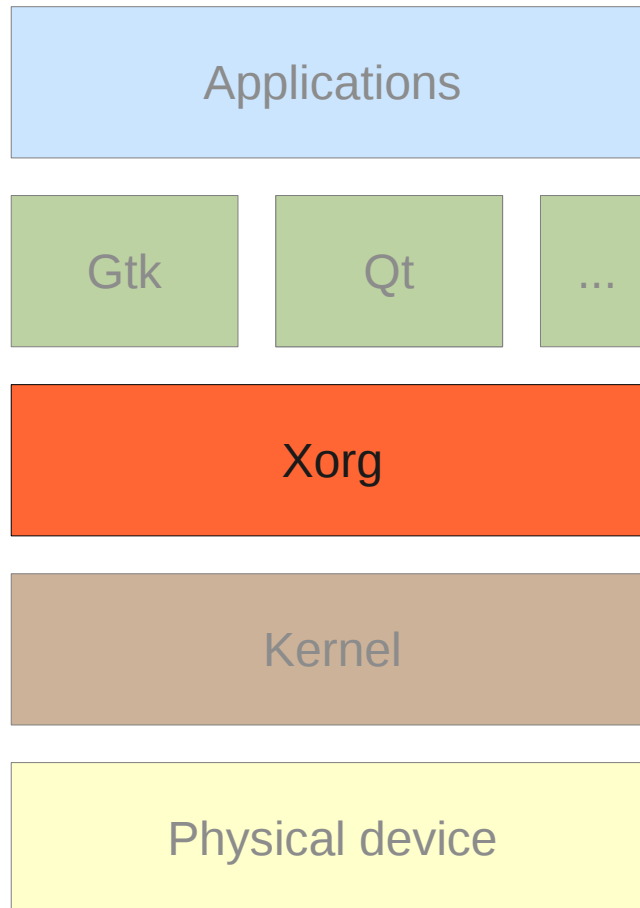 Applications
Gtk Qt ...
Xorg
Kernel
Physical device